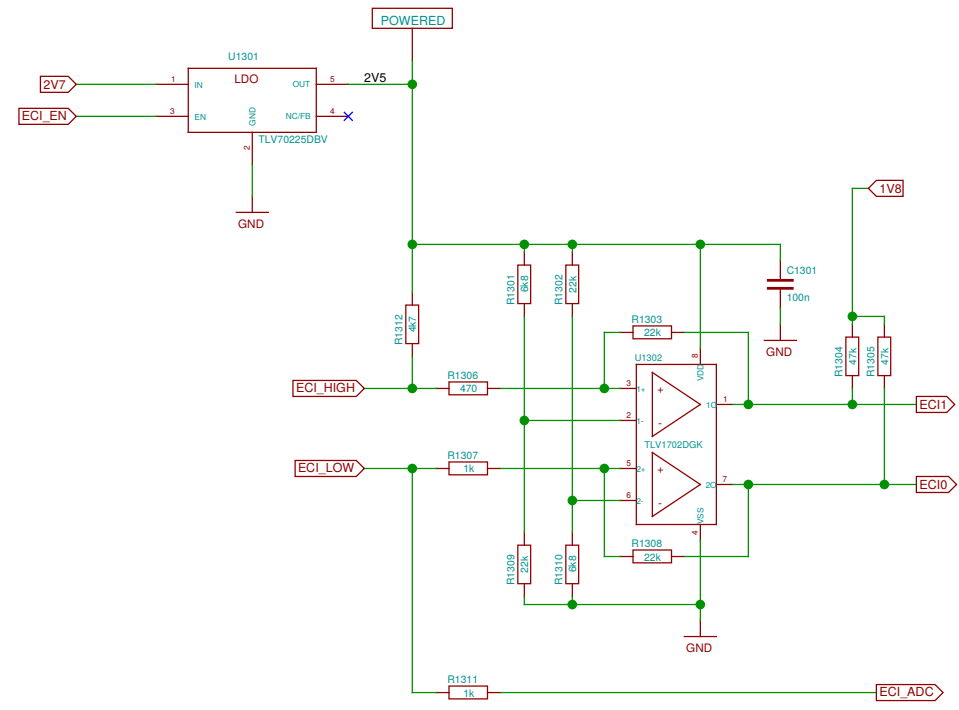 POWERED
U1301
LDO
2V7
1
IN
OUT
5
2V5
ECI_EN
3
EN
GND
NC/FB
4
2
TLV70225DBV
GND
1V8
R1301
6k8
R1302
22k
C1301
100n
GND
R1312
4k7
R1303
22k
R1304
47k
R1305
47k
U1302
8
VDD
ECI_HIGH
R1306
470
3
1+
1O
1
ECI1
+
2
1-
-
TLV1702DGK
ECI_LOW
R1307
1k
5
2+
+
2O
7
ECI0
6
2-
-
VSS
4
R1309
22k
R1310
6k8
R1308
22k
GND
R1311
1k
ECI_ADC